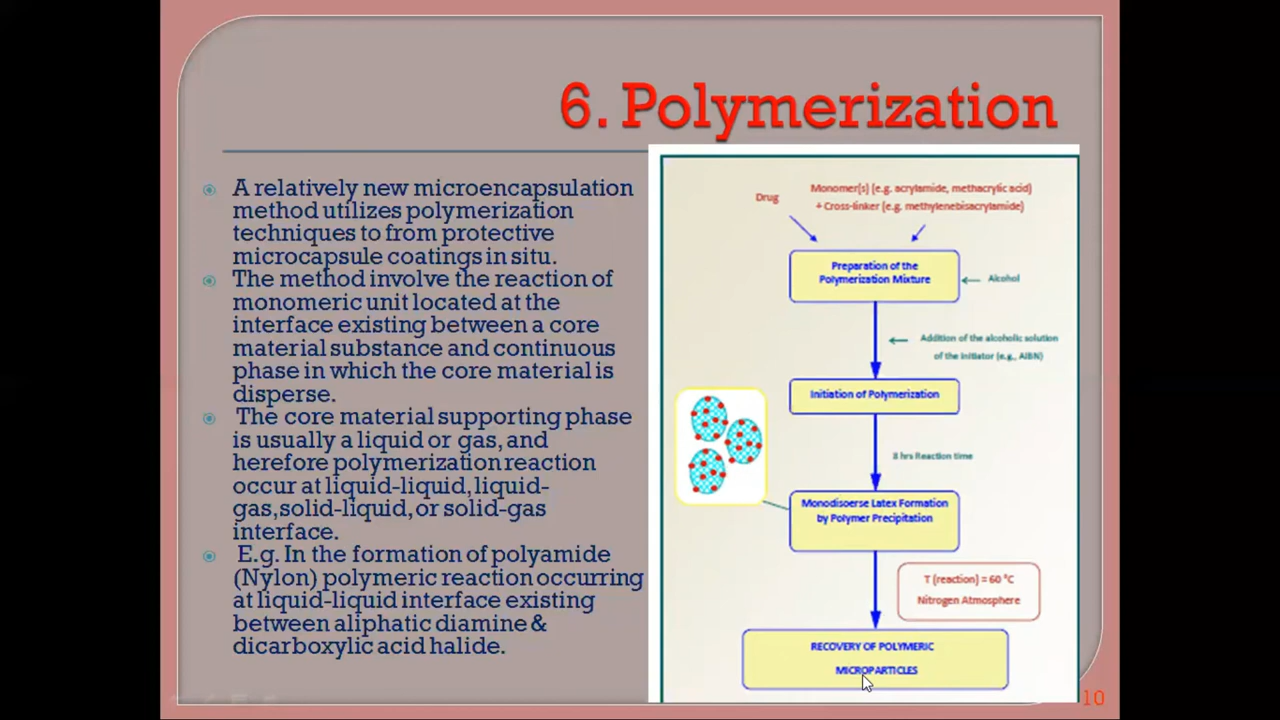 6. Polymerization
A relatively new microencapsulation
method utilizes polymerization
techniques to from protective
microcapsule coatings in situ.
The method involve the reaction of
monomeric unit located at the
interface existing between a core
material substance and continuous
phase in which the core material is
disperse.
The core material supporting phase
is usually a liquid or gas, and
herefore polymerization reaction
occur at liquid-liquid, liquid-
gas,solid-liquid, or solid-gas
interface.
E.g. In the formation of polyamide
(Nylon) polymeric reaction occurring
at liquid-liquid interface existing
between aliphatic diamine &
dicarboxylic acid halide.
Drug
Monomer(s) (e.g. acrylamide, methacrylic acid)
+ Cross-linker (e.g. methylenebisacrylamide)
Preparation of the
Polymerization Mixture
Alcohol
Addition of the alcoholic solution
of the Initiator (e.g., AIBN)
Initiation of Polymerization
8 hrs Reaction time
Monodisoerse Latex Formation
by Polymer Precipitation
T (reaction) = 60 °C
Nitrogen Atmosphere
RECOVERY OF POLYMERIC
MICROPARTICLES
10